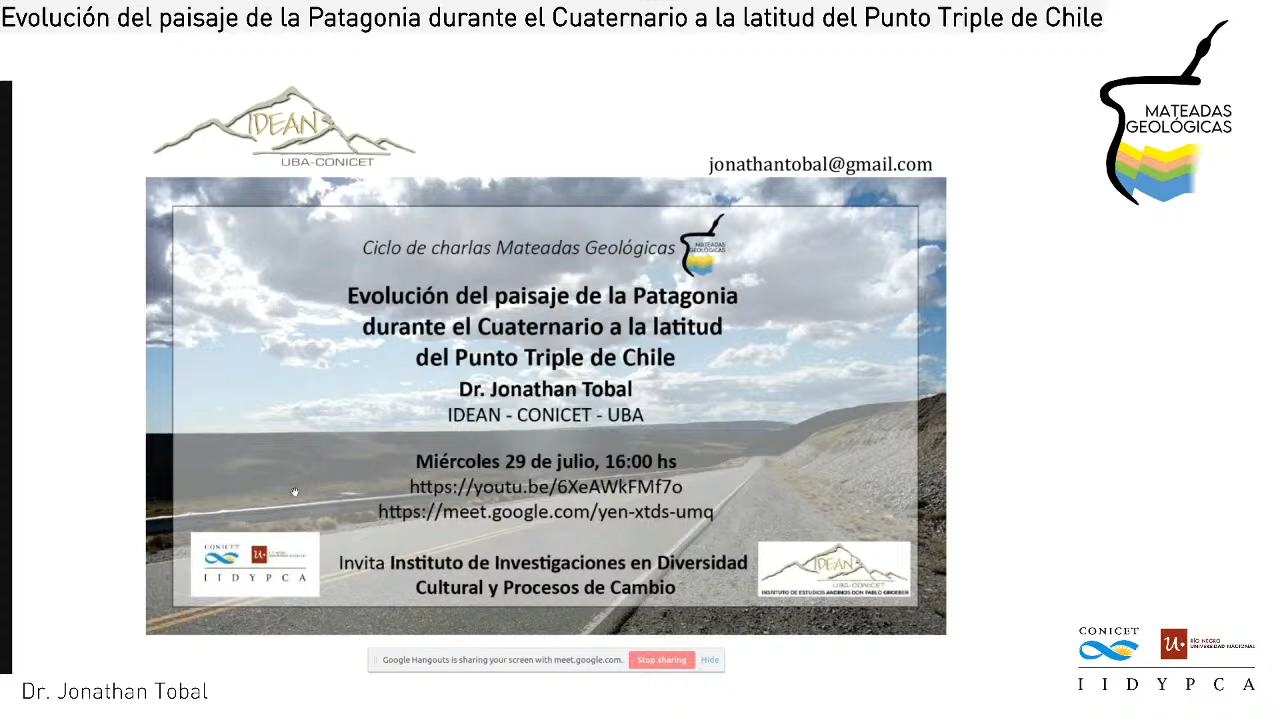 Evolución del paisaje de la Patagonia durante el Cuaternario a la latitud del Punto Triple de Chile
MATEADAS
GEOLÓGICAS
IDEAN
UBA-CONICET
jonathantobal@gmail.com
Ciclo de charlas Mateadas Geológicas
MATEADAS
GEOLÓGICAS
Evolución del paisaje de la Patagonia
durante el Cuaternario a la latitud
del Punto Triple de Chile
Dr. Jonathan Tobal
IDEAN - CONICET - UBA
Miércoles 29 de julio, 16:00 hs
https://youtu.be/6XeAWkFMf7o
https://meet.google.com/yen-xtds-umq
CONICET
IIDYPCA
Invita Instituto de Investigaciones en Diversidad
Cultural y Procesos de Cambio
IDEAN
UBA-CONICET
INSTITUTO DE ESTUDIOS ANDINOS DON PABLO GROEBER
Google Hangouts is sharing your screen with meet.google.com. Stop sharing Hide
Dr. Jonathan Tobal
CONICET
RÍO NEGRO
UNIVERSIDAD NACIONAL
IIDYPCA